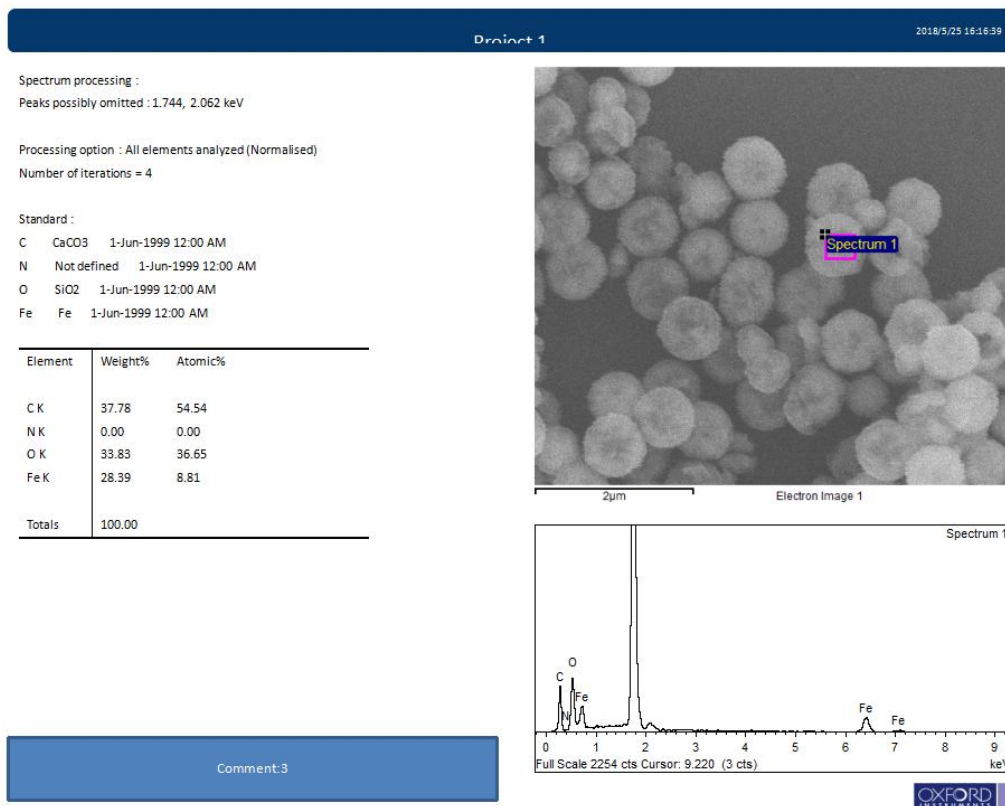 Project 1
2018/5/25 16:16:39
Spectrum processing :
Peaks possibly omitted : 1.744, 2.062 keV
Processing option : All elements analyzed (Normalised)
Number of iterations = 4
Standard :
C CaCO3 1-Jun-1999 12:00 AM
N Not defined 1-Jun-1999 12:00 AM
O SiO2 1-Jun-1999 12:00 AM
Fe Fe 1-Jun-1999 12:00 AM
Element Weight% Atomic%
C K 37.78 54.54
N K 0.00 0.00
O K 33.83 36.65
Fe K 28.39 8.81
Totals 100.00
Comment:3
Spectrum 1
2µm Electron Image 1
Spectrum 1
O
C
Fe
N
Fe
Fe
0 1 2 3 4 5 6 7 8 9
Full Scale 2254 cts Cursor: 9.220 (3 cts) keV
OXFORD
INSTRUMENTS